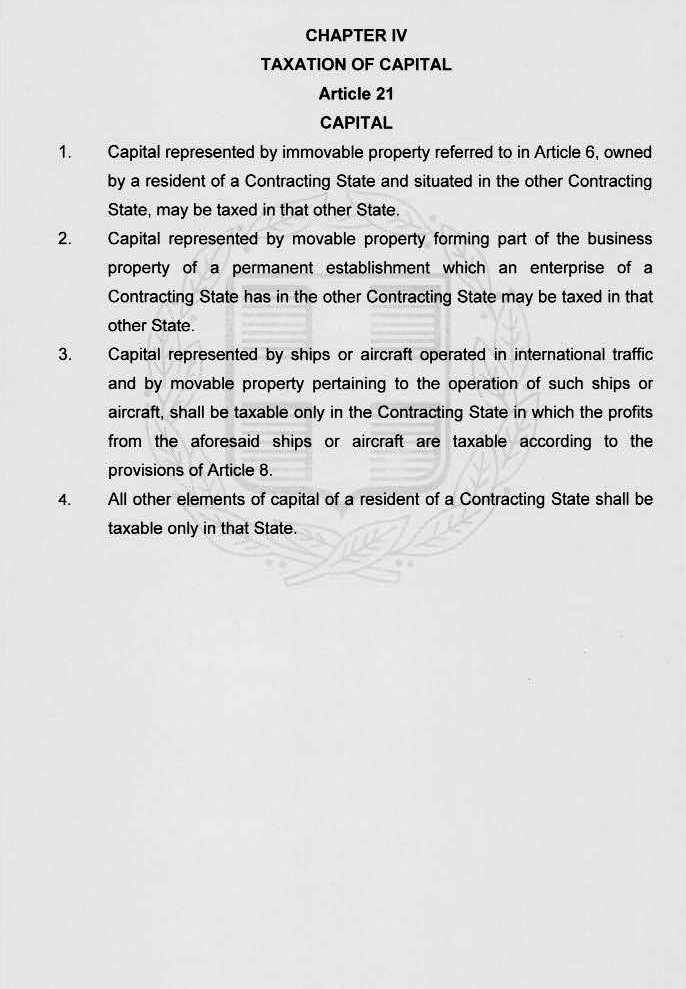 CHAPTER IV
TAXATION OF CAPITAL
Article 21
CAPITAL
1. Capital represented by immovable property referred to in Article 6, owned
by a resident of a Contracting State and situated in the other Contracting
State, may be taxed in that other State.
2. Capital represented by movable property forming part of the business
property of a permanent establishment which an enterprise of a
Contracting State has in the other Contracting State may be taxed in that
other State.
3. Capital represented by ships or aircraft operated in international traffic
and by movable property pertaining to the operation of such ships or
aircraft, shall be taxable only in the Contracting State in which the profits
from the aforesaid ships or aircraft are taxable according to the
provisions of Article 8.
4. All other elements of capital of a resident of a Contracting State shall be
taxable only in that State.